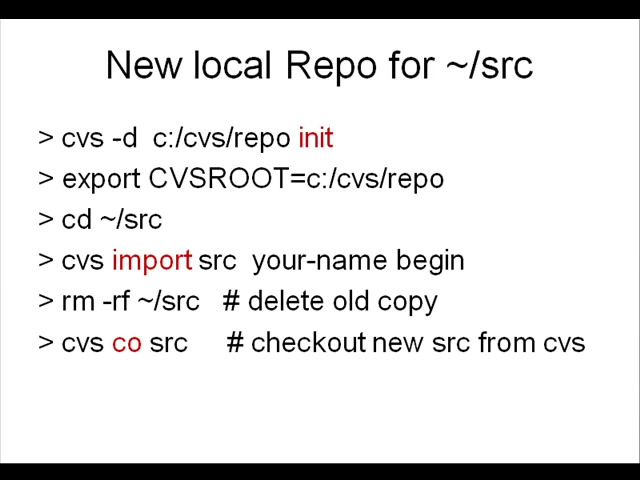 New local Repo for ~/src
> cvs -d c:/cvs/repo init
> export CVSROOT=c:/cvs/repo
> cd ~/src
> cvs import src your-name begin
> rm -rf ~/src # delete old copy
> cvs co src # checkout new src from cvs